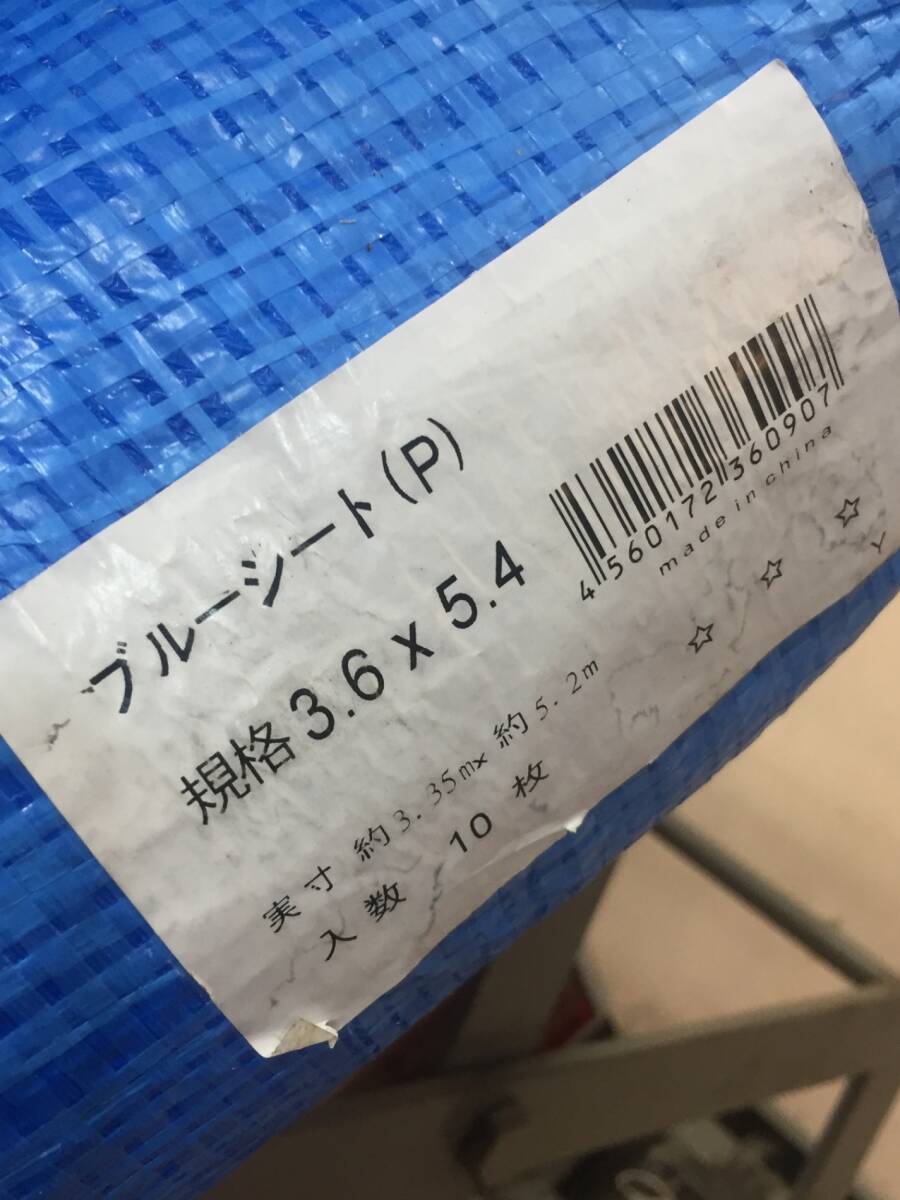 ブルーシート(P)
規格 3.6 x 5.4
実寸 約3.35m× 約5.2m
入数 10 枚
4 560172 360907
made in china
☆ ☆ ☆
Y